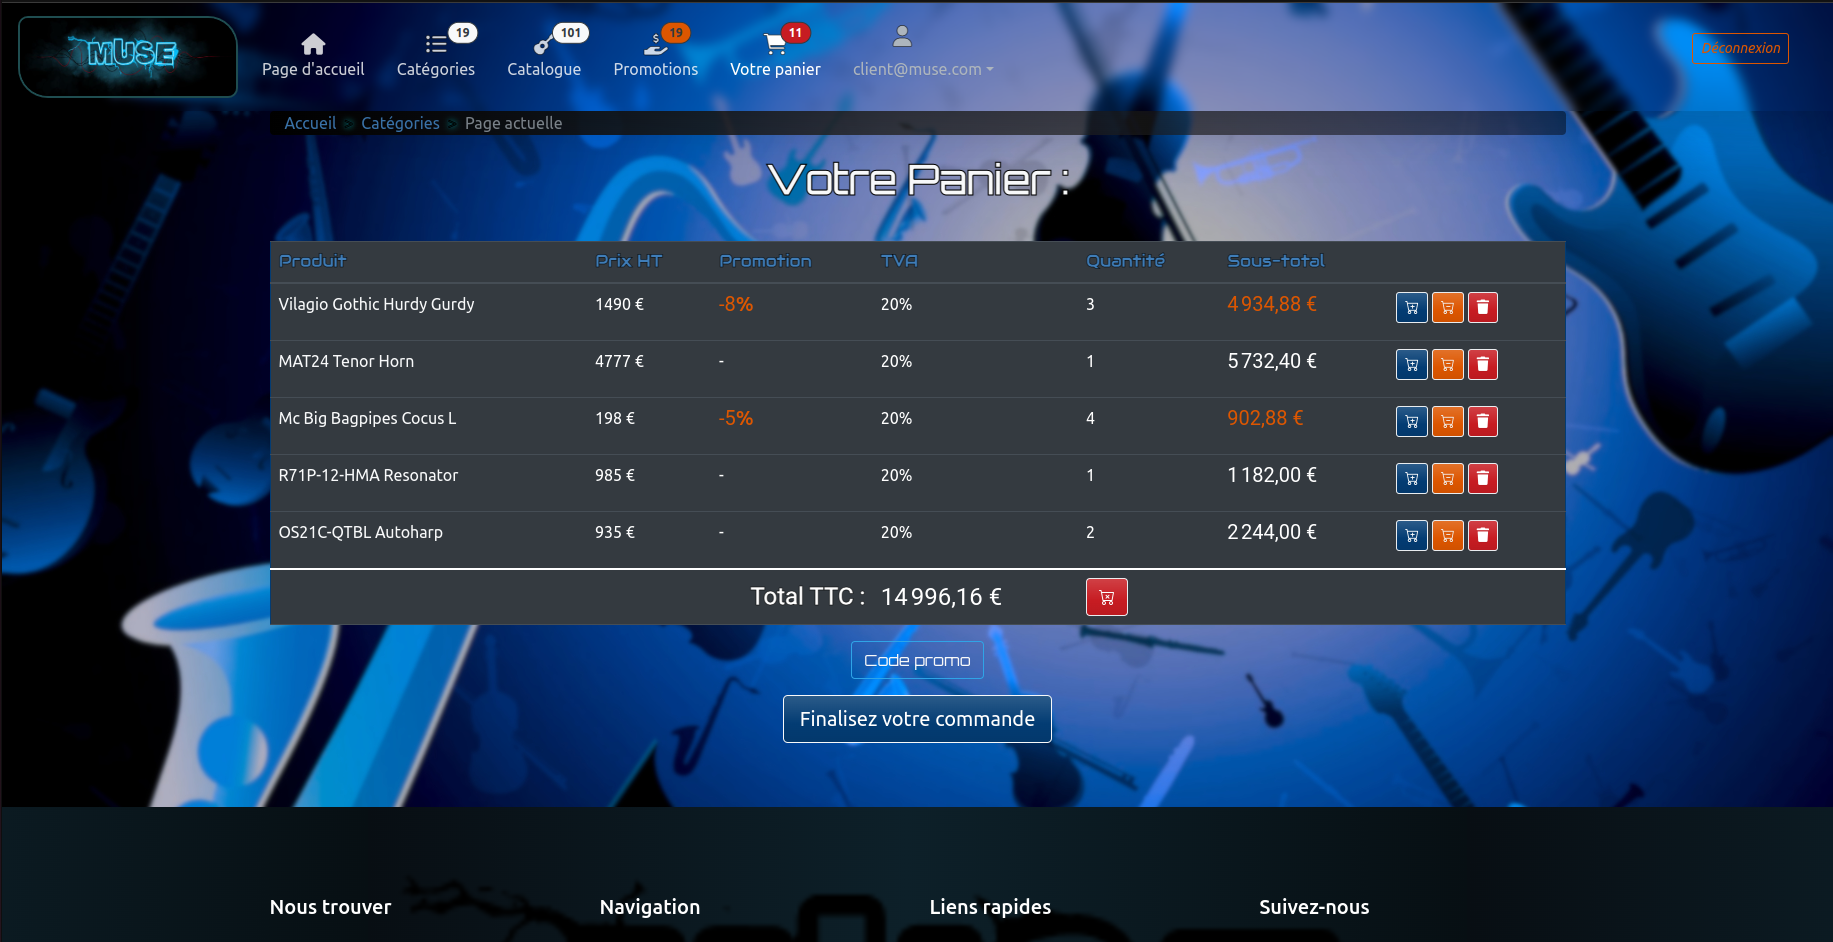 MUSE
19
101
19
11
Page d'accueil
Catégories
Catalogue
Promotions
Votre panier
client@muse.com
Déconnexion
Accueil > Catégories > Page actuelle
Votre Panier :
Produit Prix HT Promotion TVA Quantité Sous-total
Vilagio Gothic Hurdy Gurdy 1490 € -8% 20% 3 4 934,88 €
MAT24 Tenor Horn 4777 € - 20% 1 5 732,40 €
Mc Big Bagpipes Cocus L 198 € -5% 20% 4 902,88 €
R71P-12-HMA Resonator 985 € - 20% 1 1 182,00 €
OS21C-QTBL Autoharp 935 € - 20% 2 2 244,00 €
Total TTC : 14 996,16 €
Code promo
Finalisez votre commande
Nous trouver
Navigation
Liens rapides
Suivez-nous